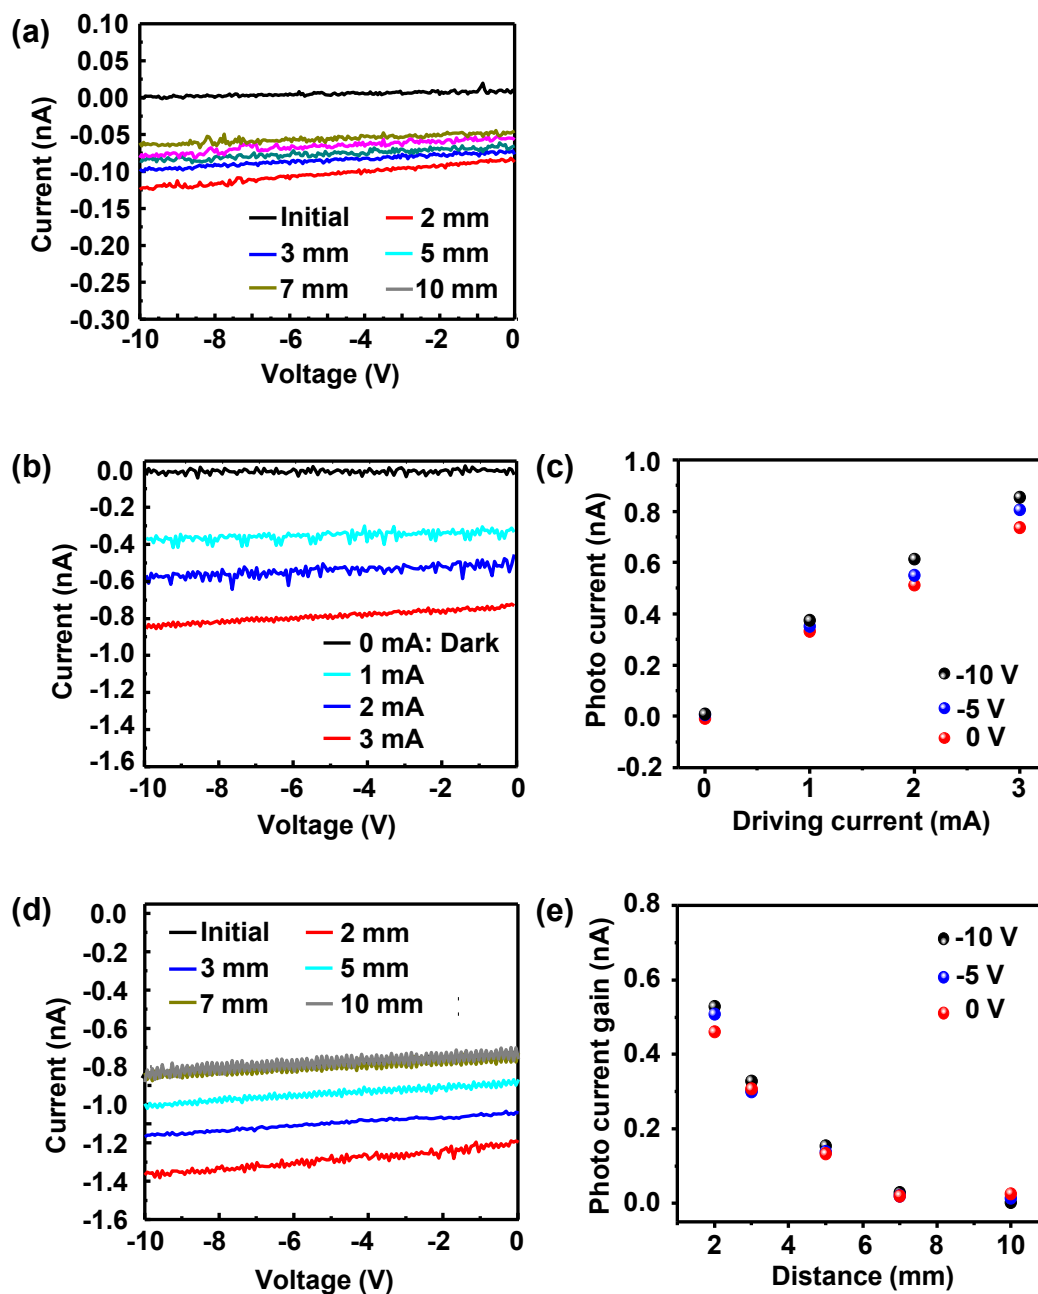 (a)
0.10
0.05
0.00
-0.05
-0.10
-0.15
-0.20
-0.25
-0.30
Current (nA)
Initial 2 mm
3 mm 5 mm
7 mm 10 mm
-10 -8 -6 -4 -2 0
Voltage (V)
(b)
0.0
-0.2
-0.4
-0.6
-0.8
-1.0
-1.2
-1.4
-1.6
Current (nA)
0 mA: Dark
1 mA
2 mA
3 mA
-10 -8 -6 -4 -2 0
Voltage (V)
(c)
1.0
0.8
0.6
0.4
0.2
0.0
-0.2
Photo current (nA)
-10 V
-5 V
0 V
0 1 2 3
Driving current (mA)
(d)
0.0
-0.2
-0.4
-0.6
-0.8
-1.0
-1.2
-1.4
-1.6
Current (nA)
Initial 2 mm
3 mm 5 mm
7 mm 10 mm
-10 -8 -6 -4 -2 0
Voltage (V)
(e)
0.8
0.6
0.4
0.2
0.0
Photo current gain (nA)
-10 V
-5 V
0 V
2 4 6 8 10
Distance (mm)